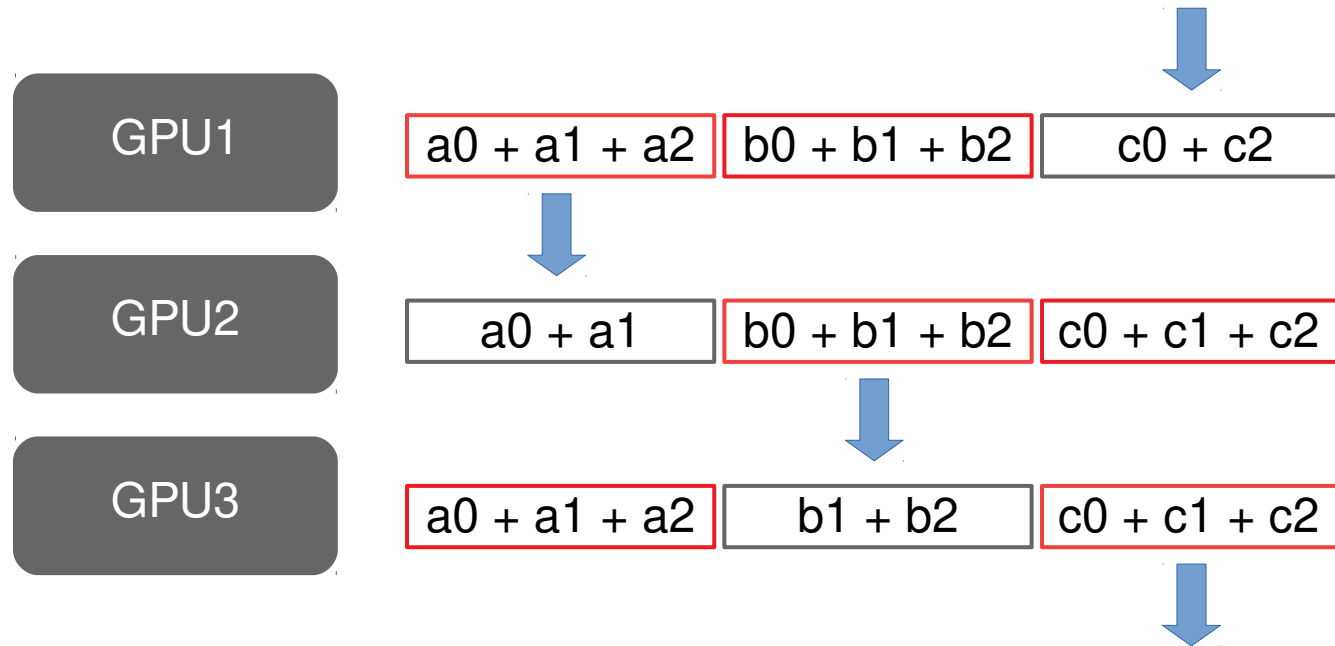 GPU1
a0 + a1 + a2 b0 + b1 + b2 c0 + c2
GPU2
a0 + a1 b0 + b1 + b2 c0 + c1 + c2
GPU3
a0 + a1 + a2 b1 + b2 c0 + c1 + c2